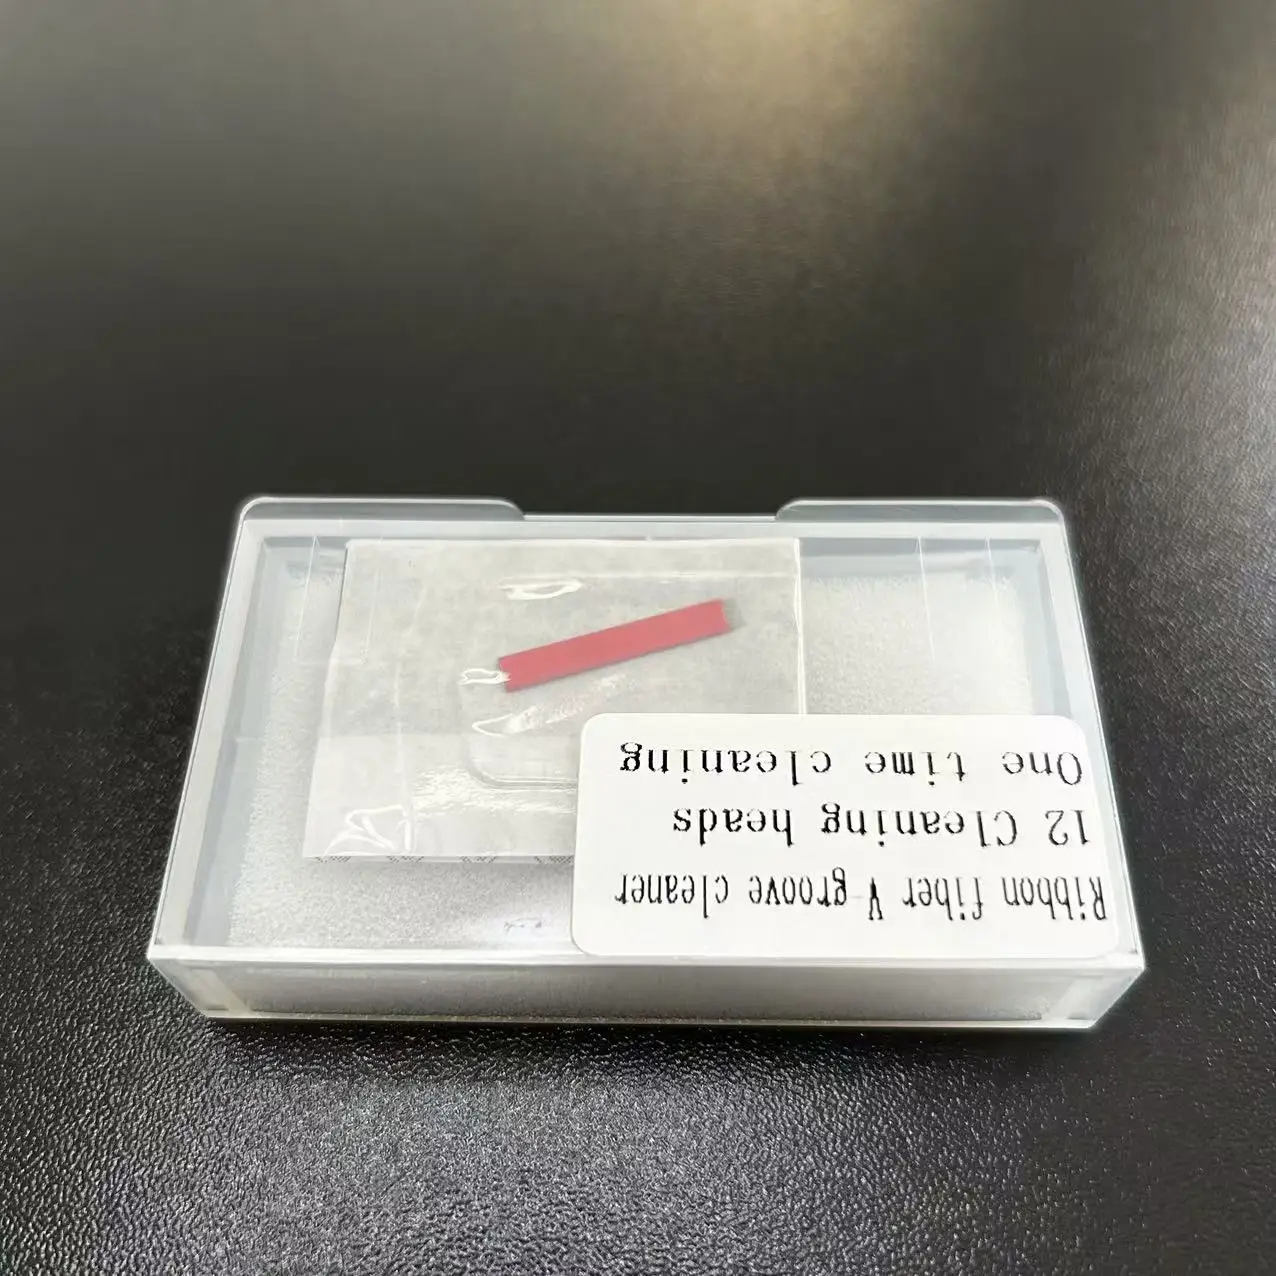 Ribbon fiber V-groove cleaner
12 Cleaning heads
One time cleaning